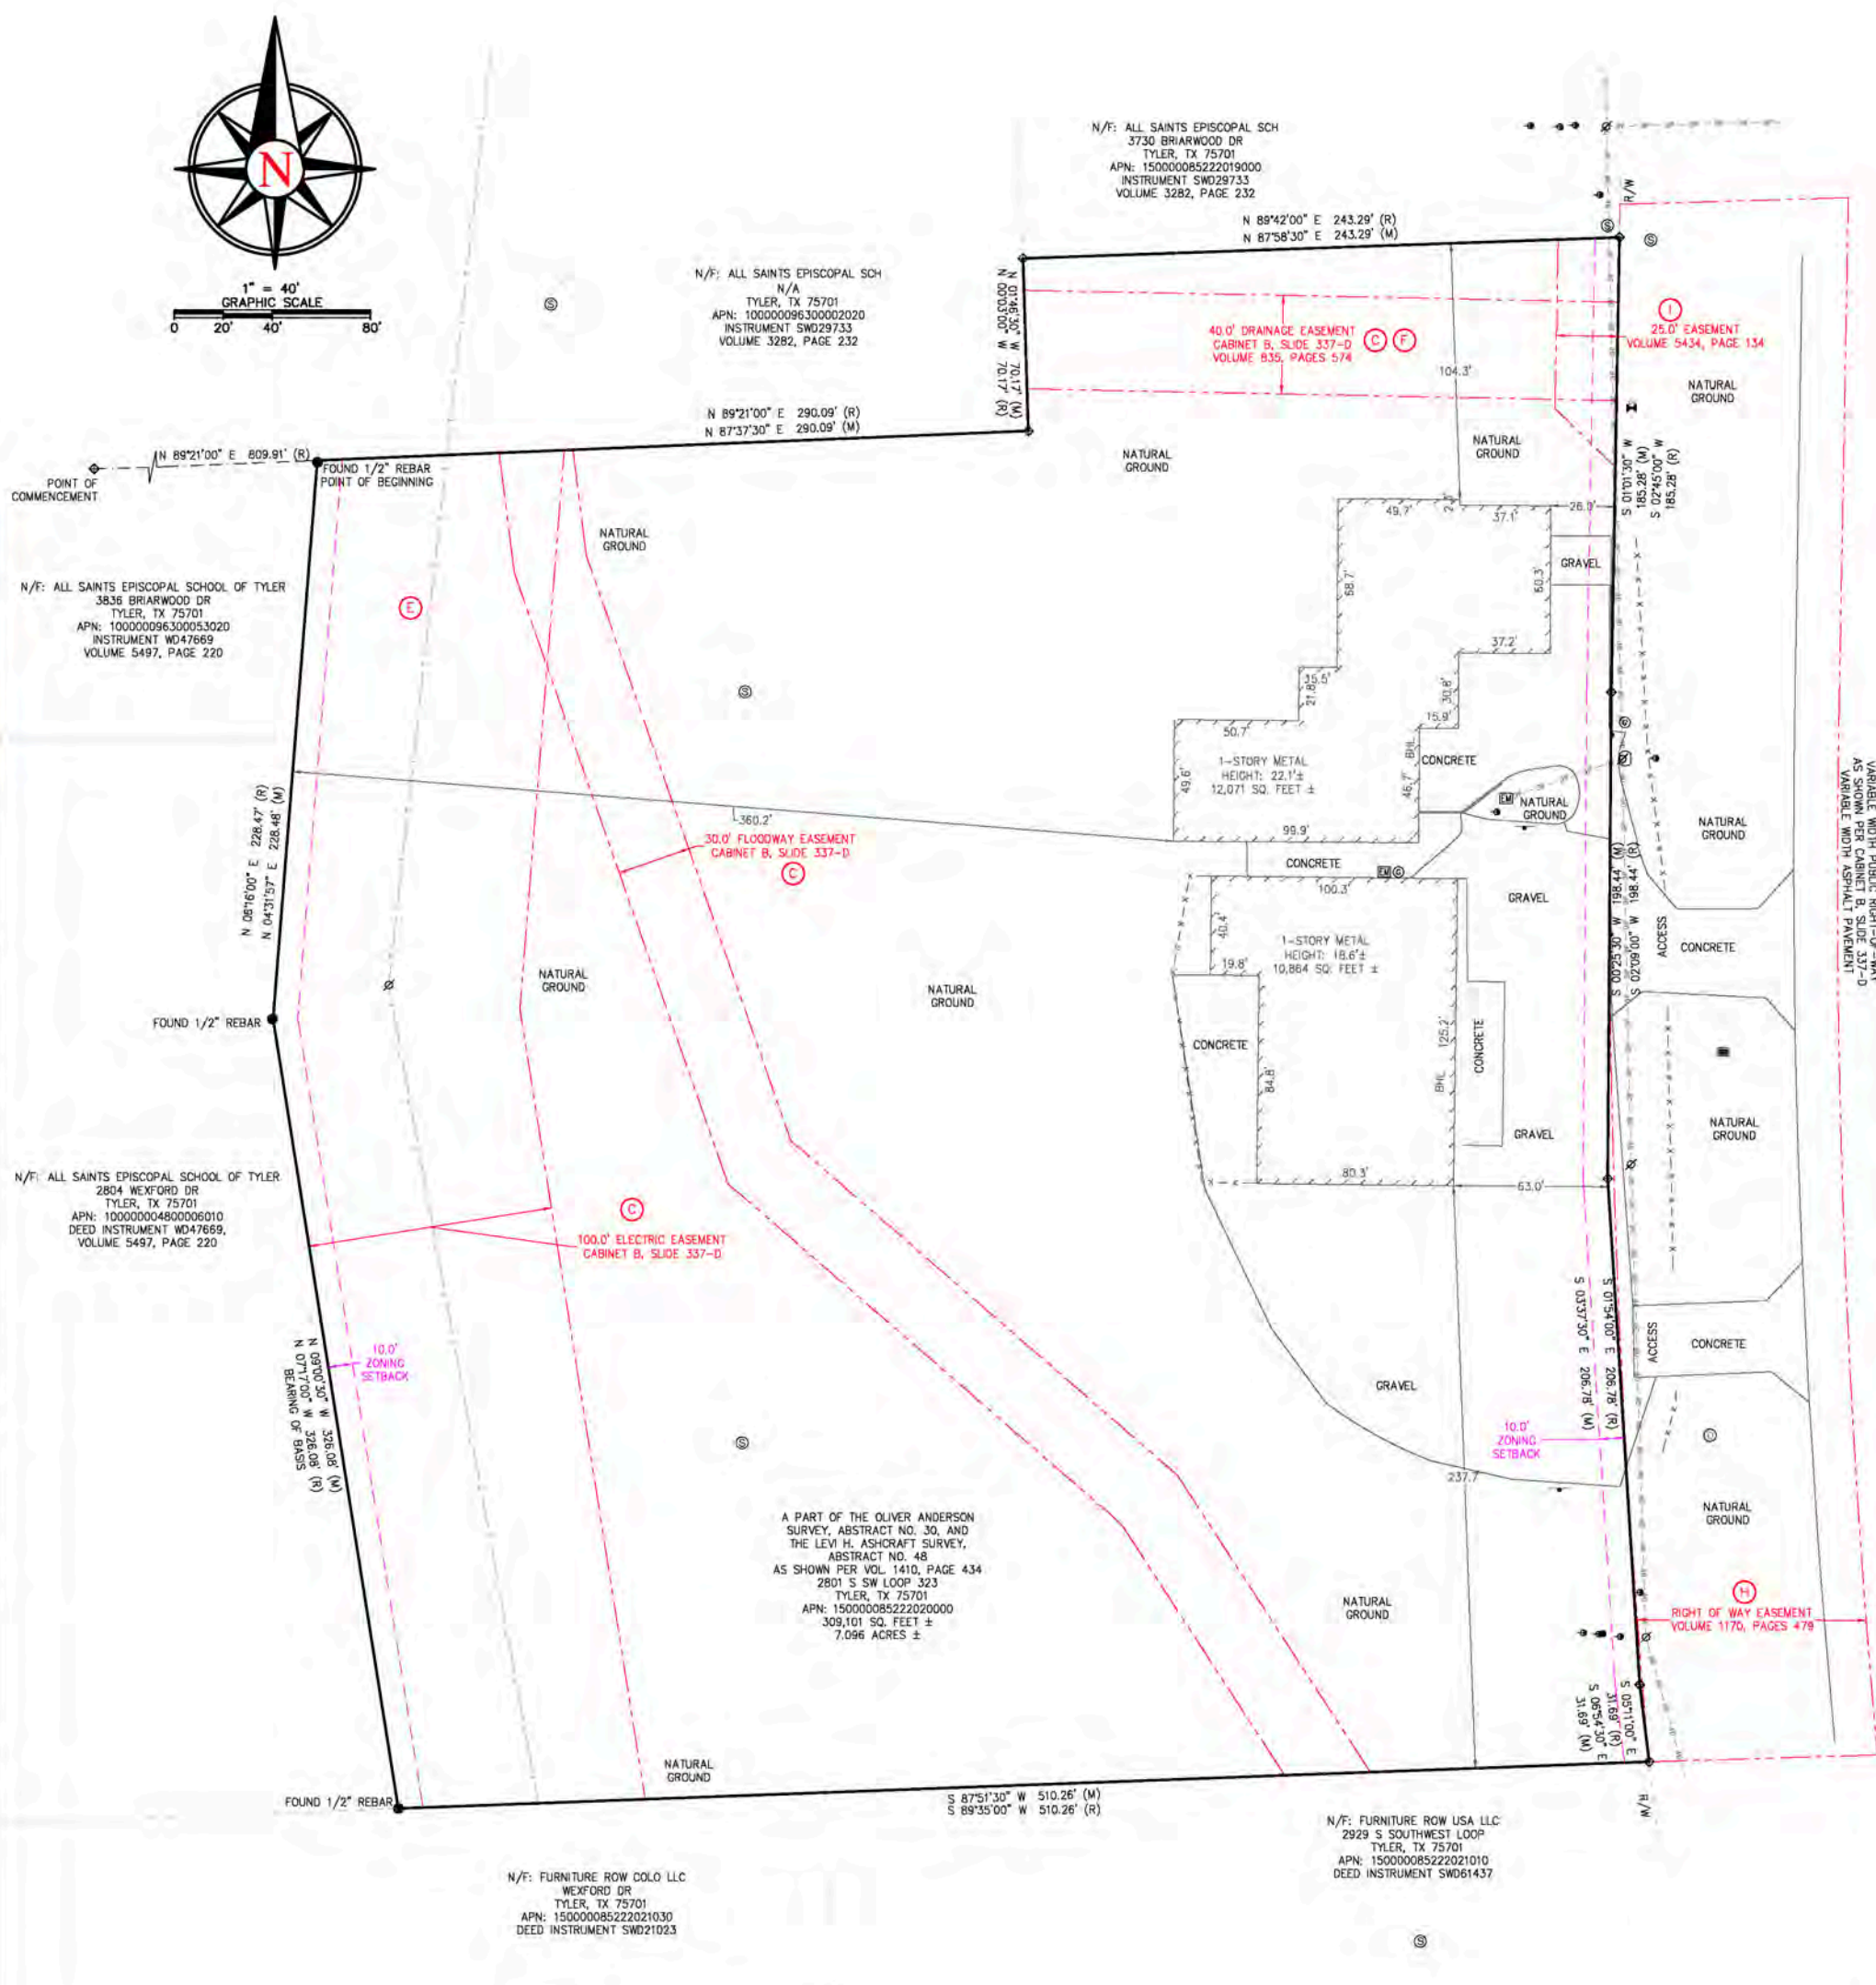 N
1" = 40'
GRAPHIC SCALE
0 20' 40' 80'
N/F: ALL SAINTS EPISCOPAL SCH
3730 BRIARWOOD DR
TYLER, TX 75701
APN: 150000085222019000
INSTRUMENT SWD29733
VOLUME 3282, PAGE 232
R/W
N 89°42'00" E 243.29' (R)
N 87°58'30" E 243.29' (M)
N/F: ALL SAINTS EPISCOPAL SCH
N/A
TYLER, TX 75701
APN: 100000096300002020
INSTRUMENT SWD29733
VOLUME 3282, PAGE 232
N 01°46'30" W 70.17' (M)
N 00°03'00" W 70.17' (R)
40.0' DRAINAGE EASEMENT
CABINET B, SLIDE 337-D
VOLUME 835, PAGES 574
C F
I
25.0' EASEMENT
VOLUME 5434, PAGE 134
104.3'
NATURAL
GROUND
N 89°21'00" E 290.09' (R)
N 87°37'30" E 290.09' (M)
N 89°21'00" E 809.91' (R)
POINT OF
COMMENCEMENT
FOUND 1/2" REBAR
POINT OF BEGINNING
NATURAL
GROUND
NATURAL
GROUND
S 01°01'30" W
185.28' (M)
S 02°45'00" W
185.28' (R)
NATURAL
GROUND
49.7'
37.1'
26.0'
GRAVEL
68.7'
60.3'
37.2'
35.5'
21.8'
30.8'
15.9'
50.7'
49.6'
1-STORY METAL
HEIGHT: 22.1'±
12,071 SQ. FEET ±
BHL
46.7'
CONCRETE
EM
NATURAL
GROUND
99.9'
CONCRETE
EM G
N/F: ALL SAINTS EPISCOPAL SCHOOL OF TYLER
3836 BRIARWOOD DR
TYLER, TX 75701
APN: 100000096300053020
INSTRUMENT WD47669
VOLUME 5497, PAGE 220
E
S
N 06°16'00" E 228.47' (R)
N 04°31'57" E 228.48' (M)
360.2'
30.0' FLOODWAY EASEMENT
CABINET B, SLIDE 337-D
C
NATURAL
GROUND
VARIABLE WIDTH PUBLIC RIGHT-OF-WAY
AS SHOWN PER CABINET B, SLIDE 337-D
VARIABLE WIDTH ASPHALT PAVEMENT
100.3'
GRAVEL
S 00°25'30" W 198.44' (M)
S 02°09'00" W 198.44' (R)
ACCESS
CONCRETE
40.4'
1-STORY METAL
HEIGHT: 18.6'±
10,864 SQ. FEET ±
19.8'
NATURAL
GROUND
NATURAL
GROUND
FOUND 1/2" REBAR
CONCRETE
84.8'
125.2'
BHL
CONCRETE
GRAVEL
NATURAL
GROUND
80.3'
63.0'
N/F: ALL SAINTS EPISCOPAL SCHOOL OF TYLER
2804 WEXFORD DR
TYLER, TX 75701
APN: 100000004800006010
DEED INSTRUMENT WD47669,
VOLUME 5497, PAGE 220
C
100.0' ELECTRIC EASEMENT
CABINET B, SLIDE 337-D
S 01°54'00" E 206.78' (R)
S 03°37'30" E 206.78' (M)
ACCESS
CONCRETE
N 09°00'30" W 326.08' (M)
N 07°17'00" W 326.08' (R)
BEARING OF BASIS
10.0'
ZONING
SETBACK
GRAVEL
10.0'
ZONING
SETBACK
237.7'
S
NATURAL
GROUND
A PART OF THE OLIVER ANDERSON
SURVEY, ABSTRACT NO. 30, AND
THE LEVI H. ASHCRAFT SURVEY,
ABSTRACT NO. 48
AS SHOWN PER VOL. 1410, PAGE 434
2801 S SW LOOP 323
TYLER, TX 75701
APN: 150000085222020000
309,101 SQ. FEET ±
7.096 ACRES ±
NATURAL
GROUND
H
RIGHT OF WAY EASEMENT
VOLUME 1170, PAGES 479
S 05°11'00" E
31.69' (R)
S 06°54'30" E
31.69' (M)
NATURAL
GROUND
FOUND 1/2" REBAR
S 87°51'30" W 510.26' (M)
S 89°35'00" W 510.26' (R)
R/W
N/F: FURNITURE ROW USA LLC
2929 S SOUTHWEST LOOP
TYLER, TX 75701
APN: 150000085222021010
DEED INSTRUMENT SWD61437
N/F: FURNITURE ROW COLO LLC
WEXFORD DR
TYLER, TX 75701
APN: 150000085222021030
DEED INSTRUMENT SWD21023
S